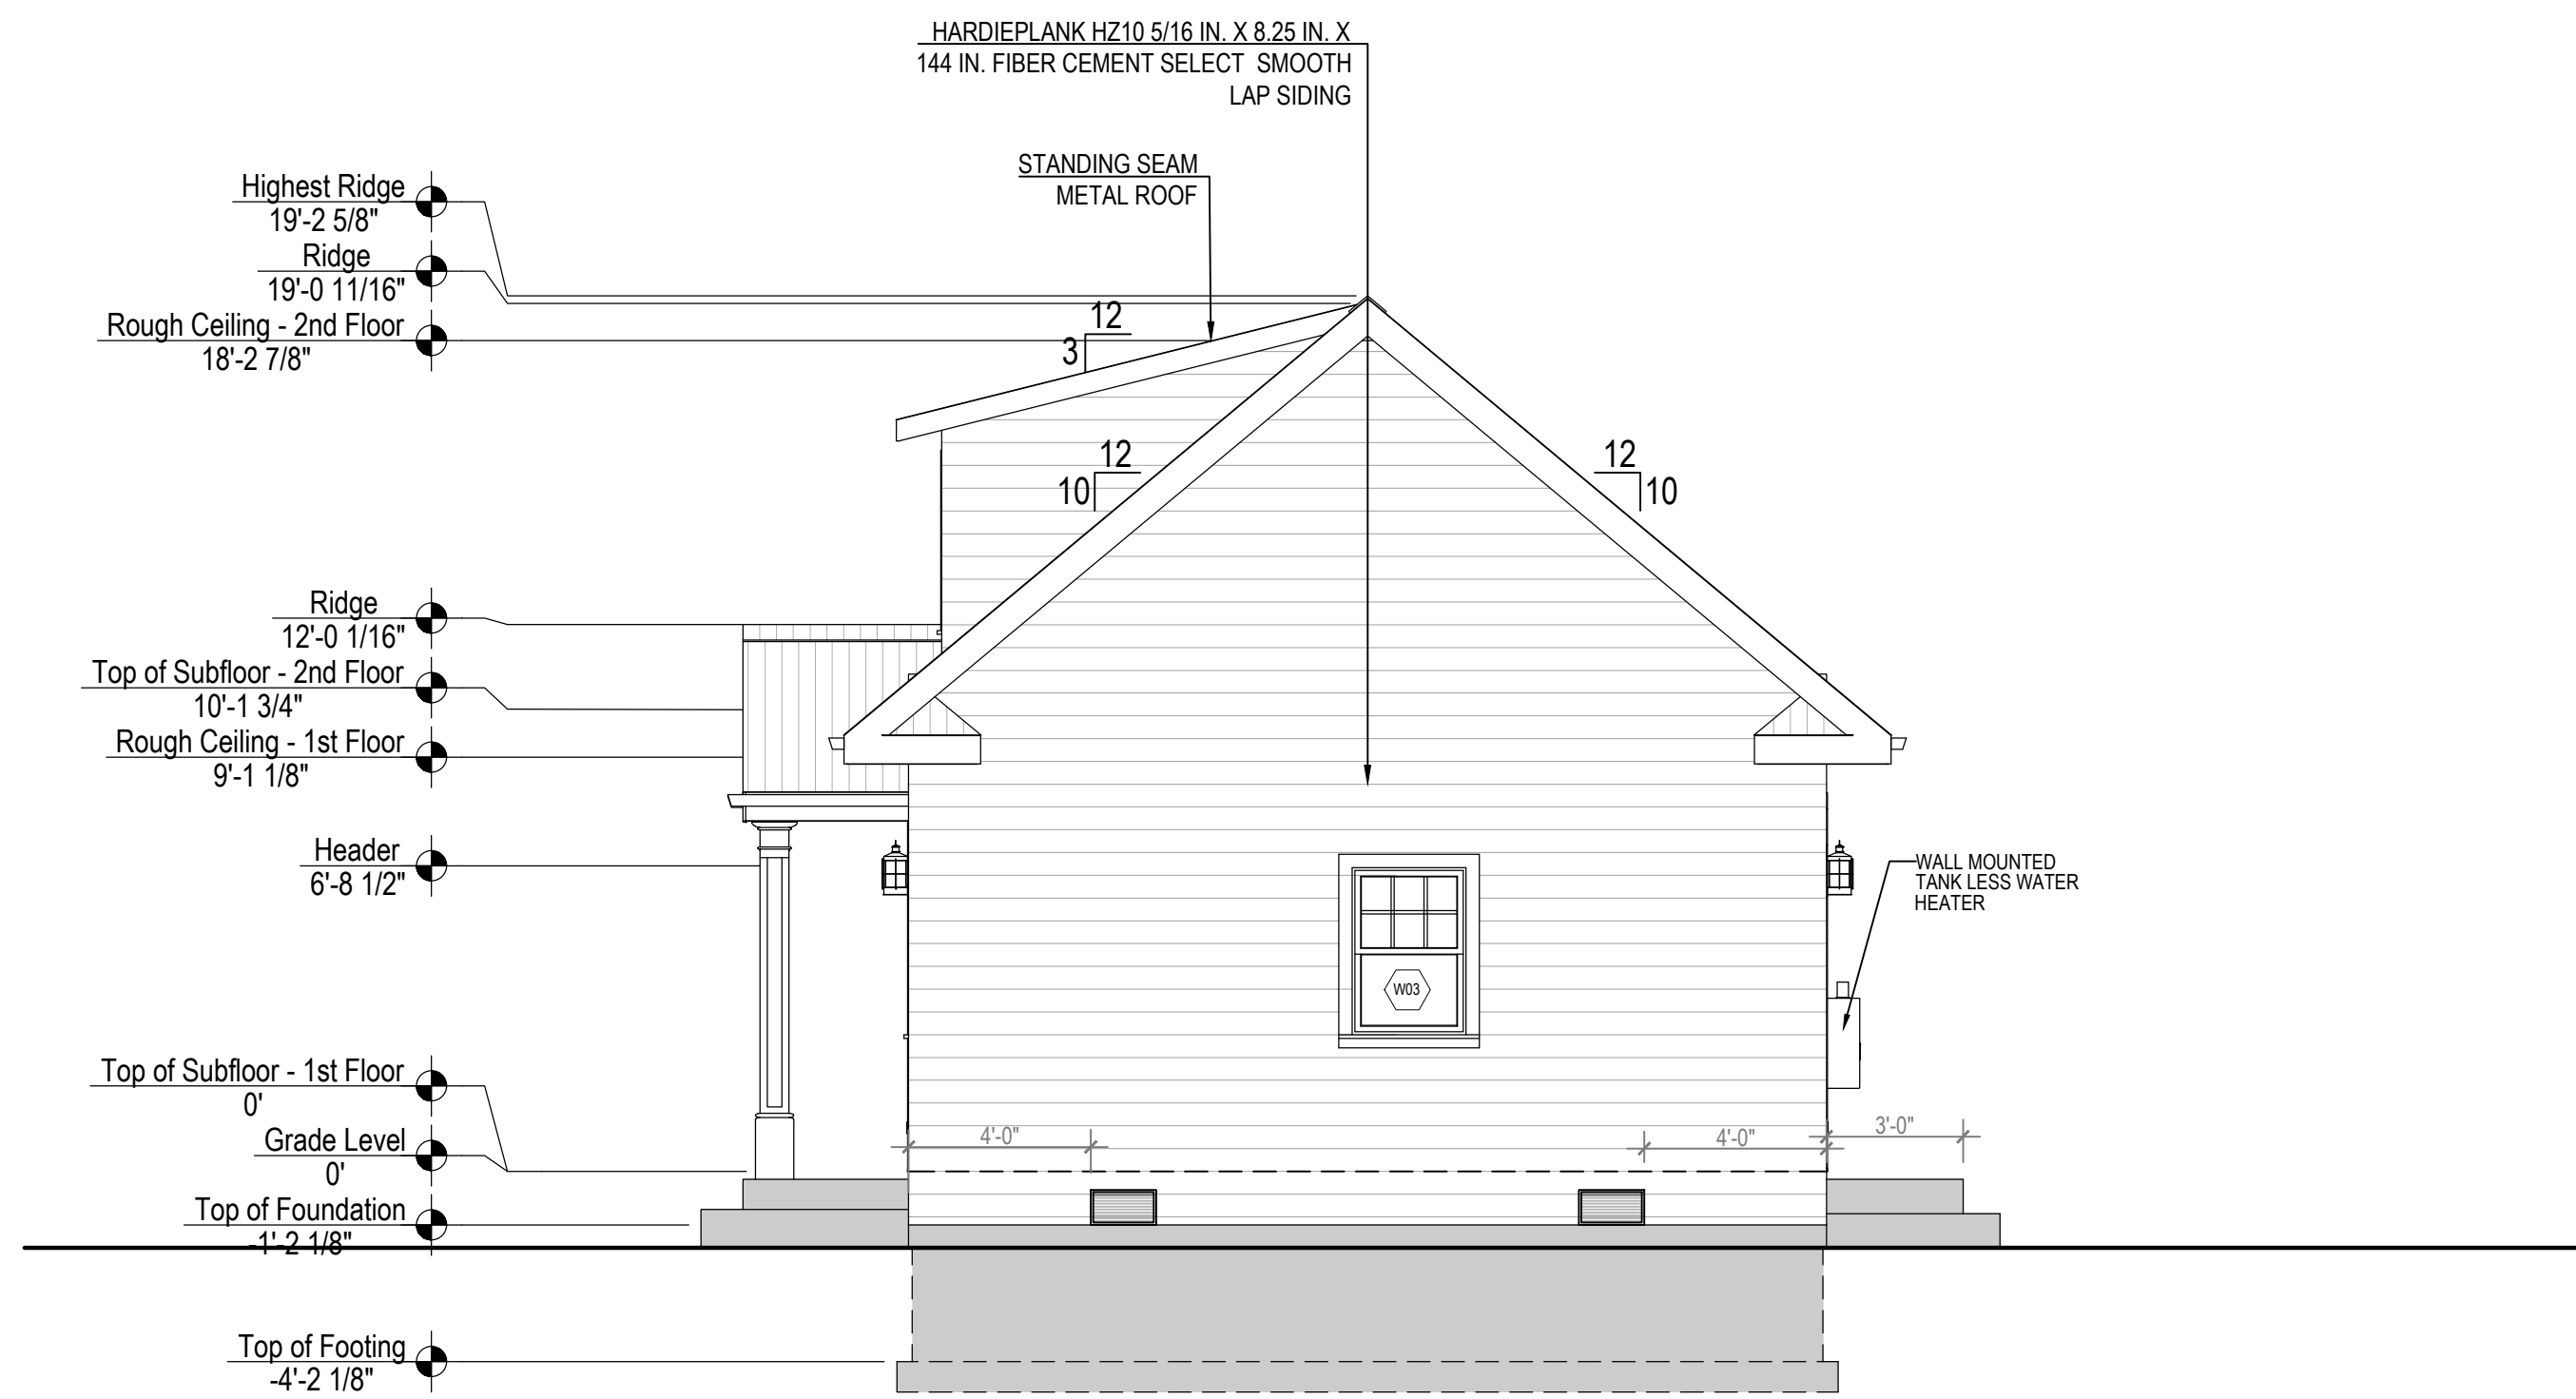 HARDIEPLANK HZ10 5/16 IN. X 8.25 IN. X
144 IN. FIBER CEMENT SELECT SMOOTH
LAP SIDING
STANDING SEAM
METAL ROOF
Highest Ridge
19'-2 5/8"
Ridge
19'-0 11/16"
Rough Ceiling - 2nd Floor
18'-2 7/8"
12
3
12
10
12
10
Ridge
12'-0 1/16"
Top of Subfloor - 2nd Floor
10'-1 3/4"
Rough Ceiling - 1st Floor
9'-1 1/8"
Header
6'-8 1/2"
WALL MOUNTED
TANK LESS WATER
HEATER
W03
Top of Subfloor - 1st Floor
0'
4'-0"
4'-0"
3'-0"
Grade Level
0'
Top of Foundation
-1'-2 1/8"
Top of Footing
-4'-2 1/8"